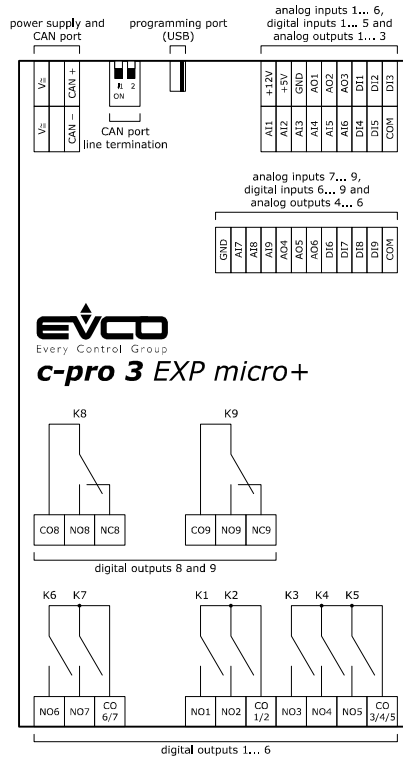 power supply and
CAN port
programming port
(USB)
analog inputs 1... 6,
digital inputs 1... 5 and
analog outputs 1... 3
V≂ CAN +
V≂ CAN −
1 2
ON
CAN port
line termination
+12V +5V GND AO1 AO2 AO3 DI1 DI2 DI3
AI1 AI2 AI3 AI4 AI5 AI6 DI4 DI5 COM
analog inputs 7... 9,
digital inputs 6... 9 and
analog outputs 4... 6
GND AI7 AI8 AI9 AO4 AO5 AO6 DI6 DI7 DI8 DI9 COM
EVCO
Every Control Group
c-pro 3 EXP micro+
K8 K9
CO8 NO8 NC8 CO9 NO9 NC9
digital outputs 8 and 9
K6 K7 K1 K2 K3 K4 K5
NO6 NO7 CO 6/7 NO1 NO2 CO 1/2 NO3 NO4 NO5 CO 3/4/5
digital outputs 1... 6